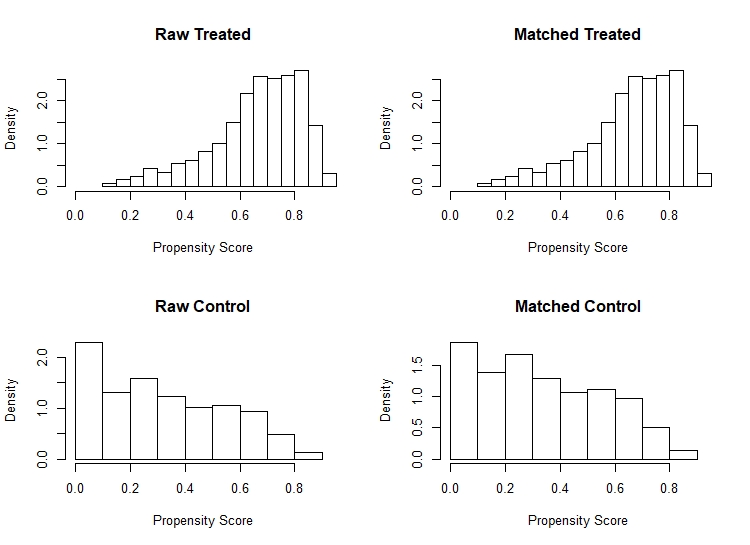 Raw Treated
Density
0.0 1.0 2.0
0.0 0.2 0.4 0.6 0.8
Propensity Score
Matched Treated
Density
0.0 1.0 2.0
0.0 0.2 0.4 0.6 0.8
Propensity Score
Raw Control
Density
0.0 1.0 2.0
0.0 0.2 0.4 0.6 0.8
Propensity Score
Matched Control
Density
0.0 0.5 1.0 1.5
0.0 0.2 0.4 0.6 0.8
Propensity Score